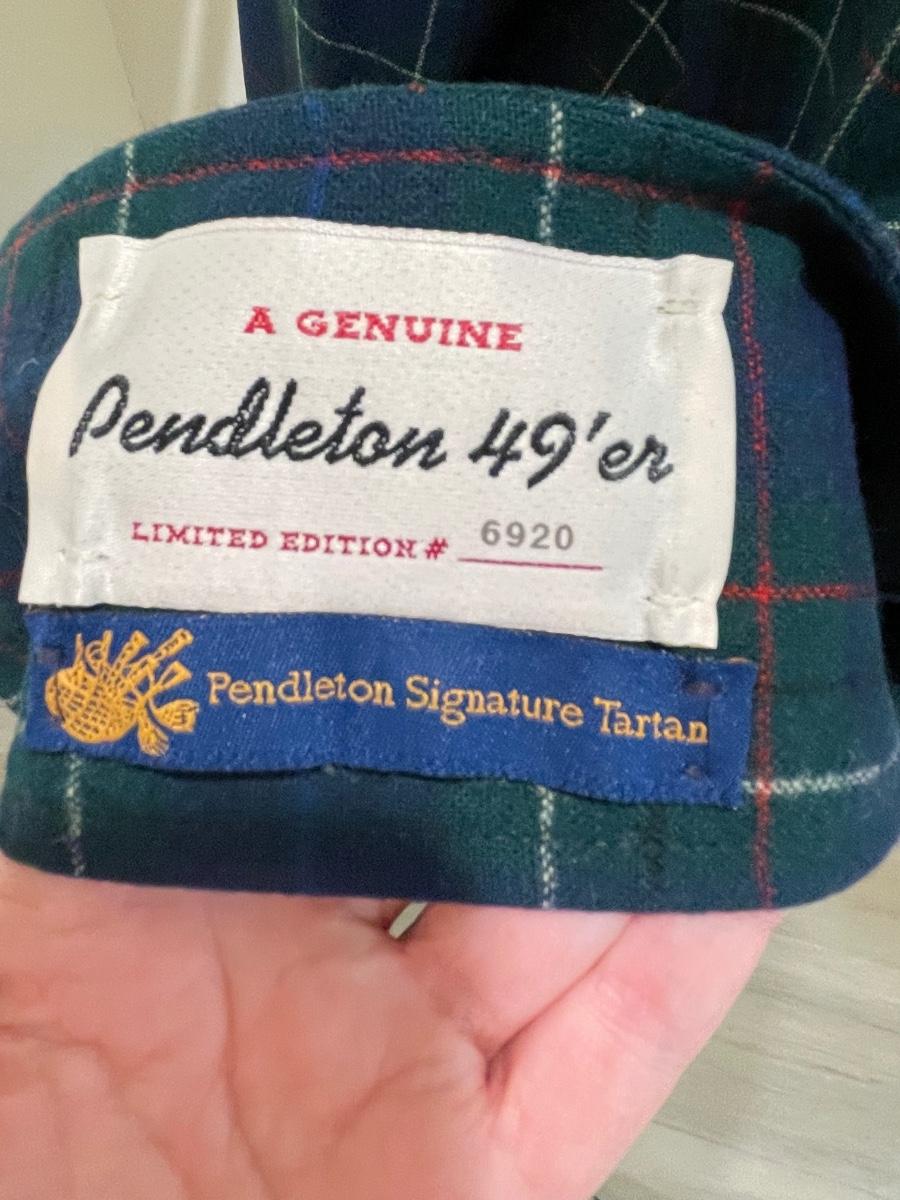 A GENUINE
Pendleton 49'er
LIMITED EDITION # 6920
Pendleton Signature Tartan